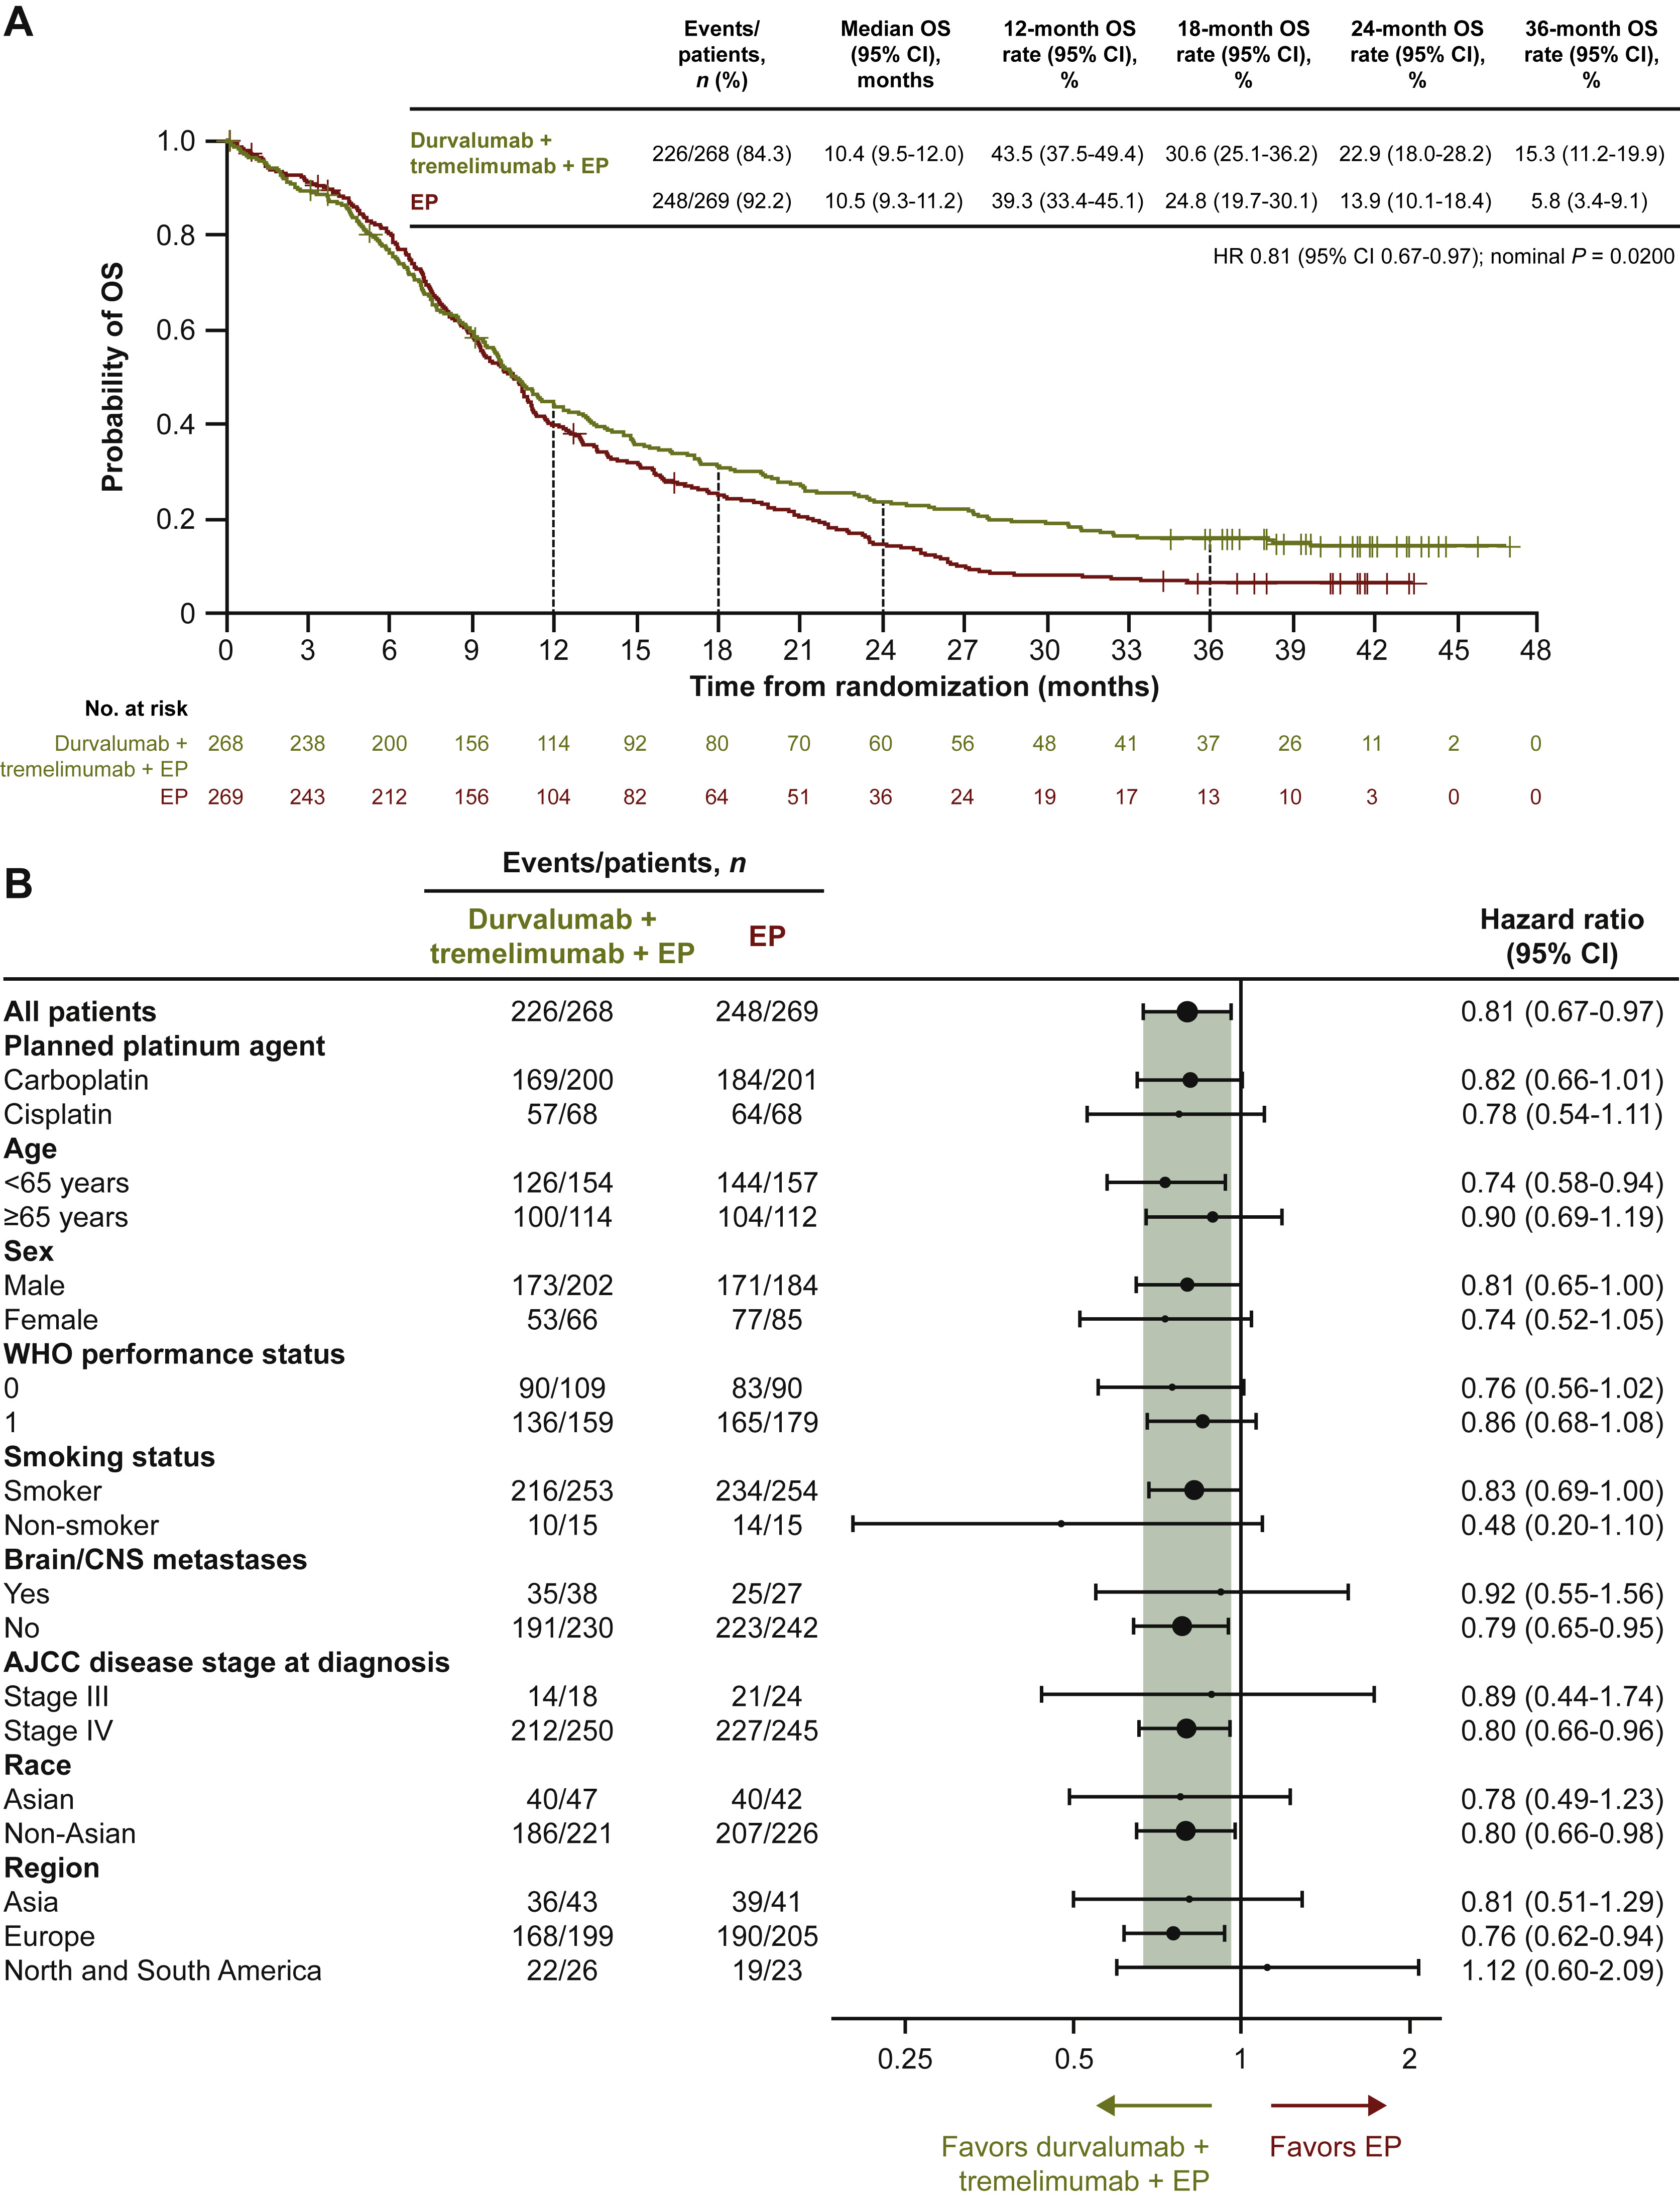 A
Events/ patients, n (%) Median OS (95% CI), months 12-month OS rate (95% CI), % 18-month OS rate (95% CI), % 24-month OS rate (95% CI), % 36-month OS rate (95% CI), %
Durvalumab + tremelimumab + EP 226/268 (84.3) 10.4 (9.5-12.0) 43.5 (37.5-49.4) 30.6 (25.1-36.2) 22.9 (18.0-28.2) 15.3 (11.2-19.9)
EP 248/269 (92.2) 10.5 (9.3-11.2) 39.3 (33.4-45.1) 24.8 (19.7-30.1) 13.9 (10.1-18.4) 5.8 (3.4-9.1)
HR 0.81 (95% CI 0.67-0.97); nominal P = 0.0200
Probability of OS
1.0
0.8
0.6
0.4
0.2
0
0 3 6 9 12 15 18 21 24 27 30 33 36 39 42 45 48
Time from randomization (months)
No. at risk
Durvalumab + tremelimumab + EP 268 238 200 156 114 92 80 70 60 56 48 41 37 26 11 2 0
EP 269 243 212 156 104 82 64 51 36 24 19 17 13 10 3 0 0
B
Events/patients, n
Durvalumab + tremelimumab + EP EP Hazard ratio (95% CI)
All patients 226/268 248/269 0.81 (0.67-0.97)
Planned platinum agent
Carboplatin 169/200 184/201 0.82 (0.66-1.01)
Cisplatin 57/68 64/68 0.78 (0.54-1.11)
Age
<65 years 126/154 144/157 0.74 (0.58-0.94)
≥65 years 100/114 104/112 0.90 (0.69-1.19)
Sex
Male 173/202 171/184 0.81 (0.65-1.00)
Female 53/66 77/85 0.74 (0.52-1.05)
WHO performance status
0 90/109 83/90 0.76 (0.56-1.02)
1 136/159 165/179 0.86 (0.68-1.08)
Smoking status
Smoker 216/253 234/254 0.83 (0.69-1.00)
Non-smoker 10/15 14/15 0.48 (0.20-1.10)
Brain/CNS metastases
Yes 35/38 25/27 0.92 (0.55-1.56)
No 191/230 223/242 0.79 (0.65-0.95)
AJCC disease stage at diagnosis
Stage III 14/18 21/24 0.89 (0.44-1.74)
Stage IV 212/250 227/245 0.80 (0.66-0.96)
Race
Asian 40/47 40/42 0.78 (0.49-1.23)
Non-Asian 186/221 207/226 0.80 (0.66-0.98)
Region
Asia 36/43 39/41 0.81 (0.51-1.29)
Europe 168/199 190/205 0.76 (0.62-0.94)
North and South America 22/26 19/23 1.12 (0.60-2.09)
0.25 0.5 1 2
Favors durvalumab + tremelimumab + EP Favors EP